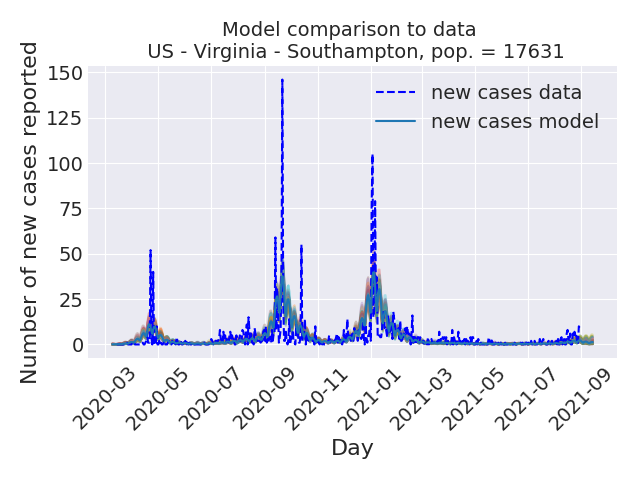 Model comparison to data
US - Virginia - Southampton, pop. = 17631
Number of new cases reported
150
125
100
75
50
25
0
new cases data
new cases model
2020-03
2020-05
2020-07
2020-09
2020-11
2021-01
2021-03
2021-05
2021-07
2021-09
Day